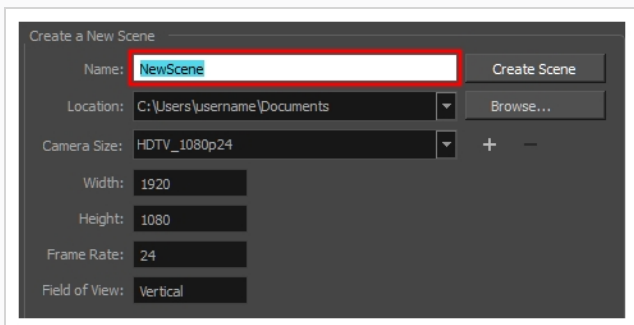 Create a New Scene
Name: NewScene Create Scene
Location: C:\Users\username\Documents Browse...
Camera Size: HDTV_1080p24 + −
Width: 1920
Height: 1080
Frame Rate: 24
Field of View: Vertical